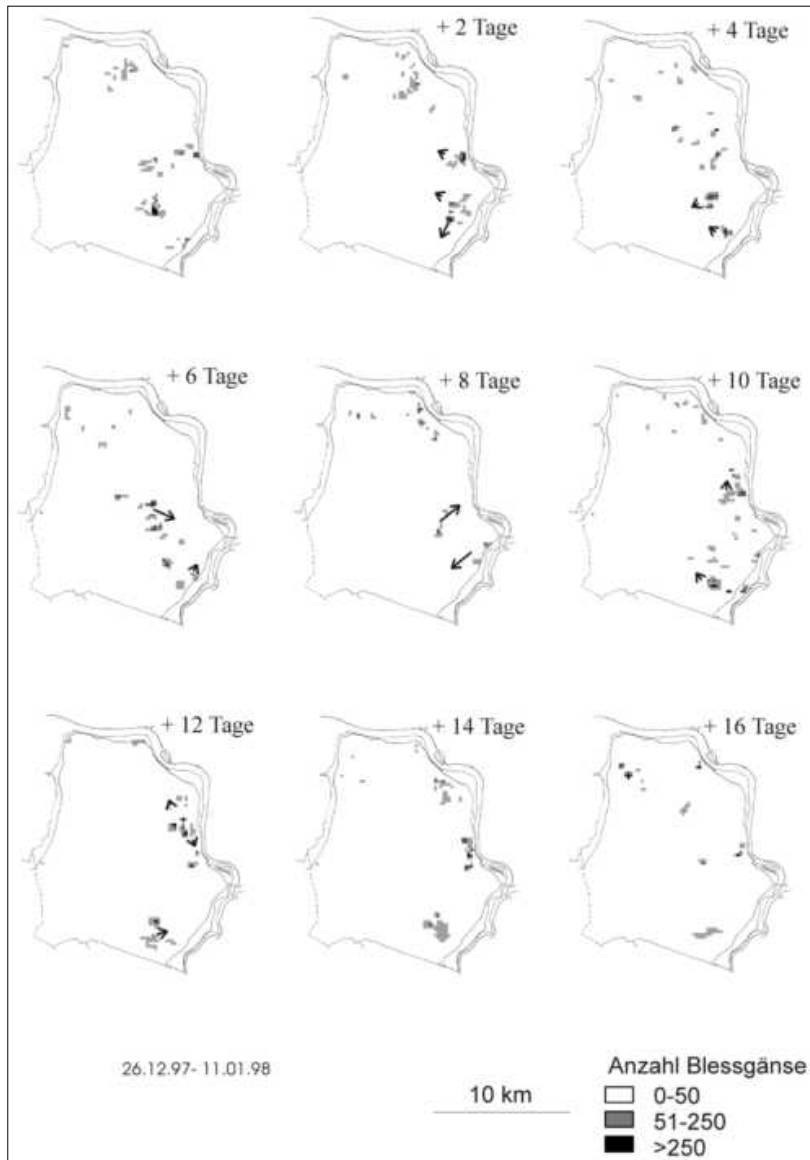 + 2 Tage
+ 4 Tage
+ 6 Tage
+ 8 Tage
+ 10 Tage
+ 12 Tage
+ 14 Tage
+ 16 Tage
26.12.97- 11.01.98
10 km
Anzahl Blessgänse
0-50
51-250
>250